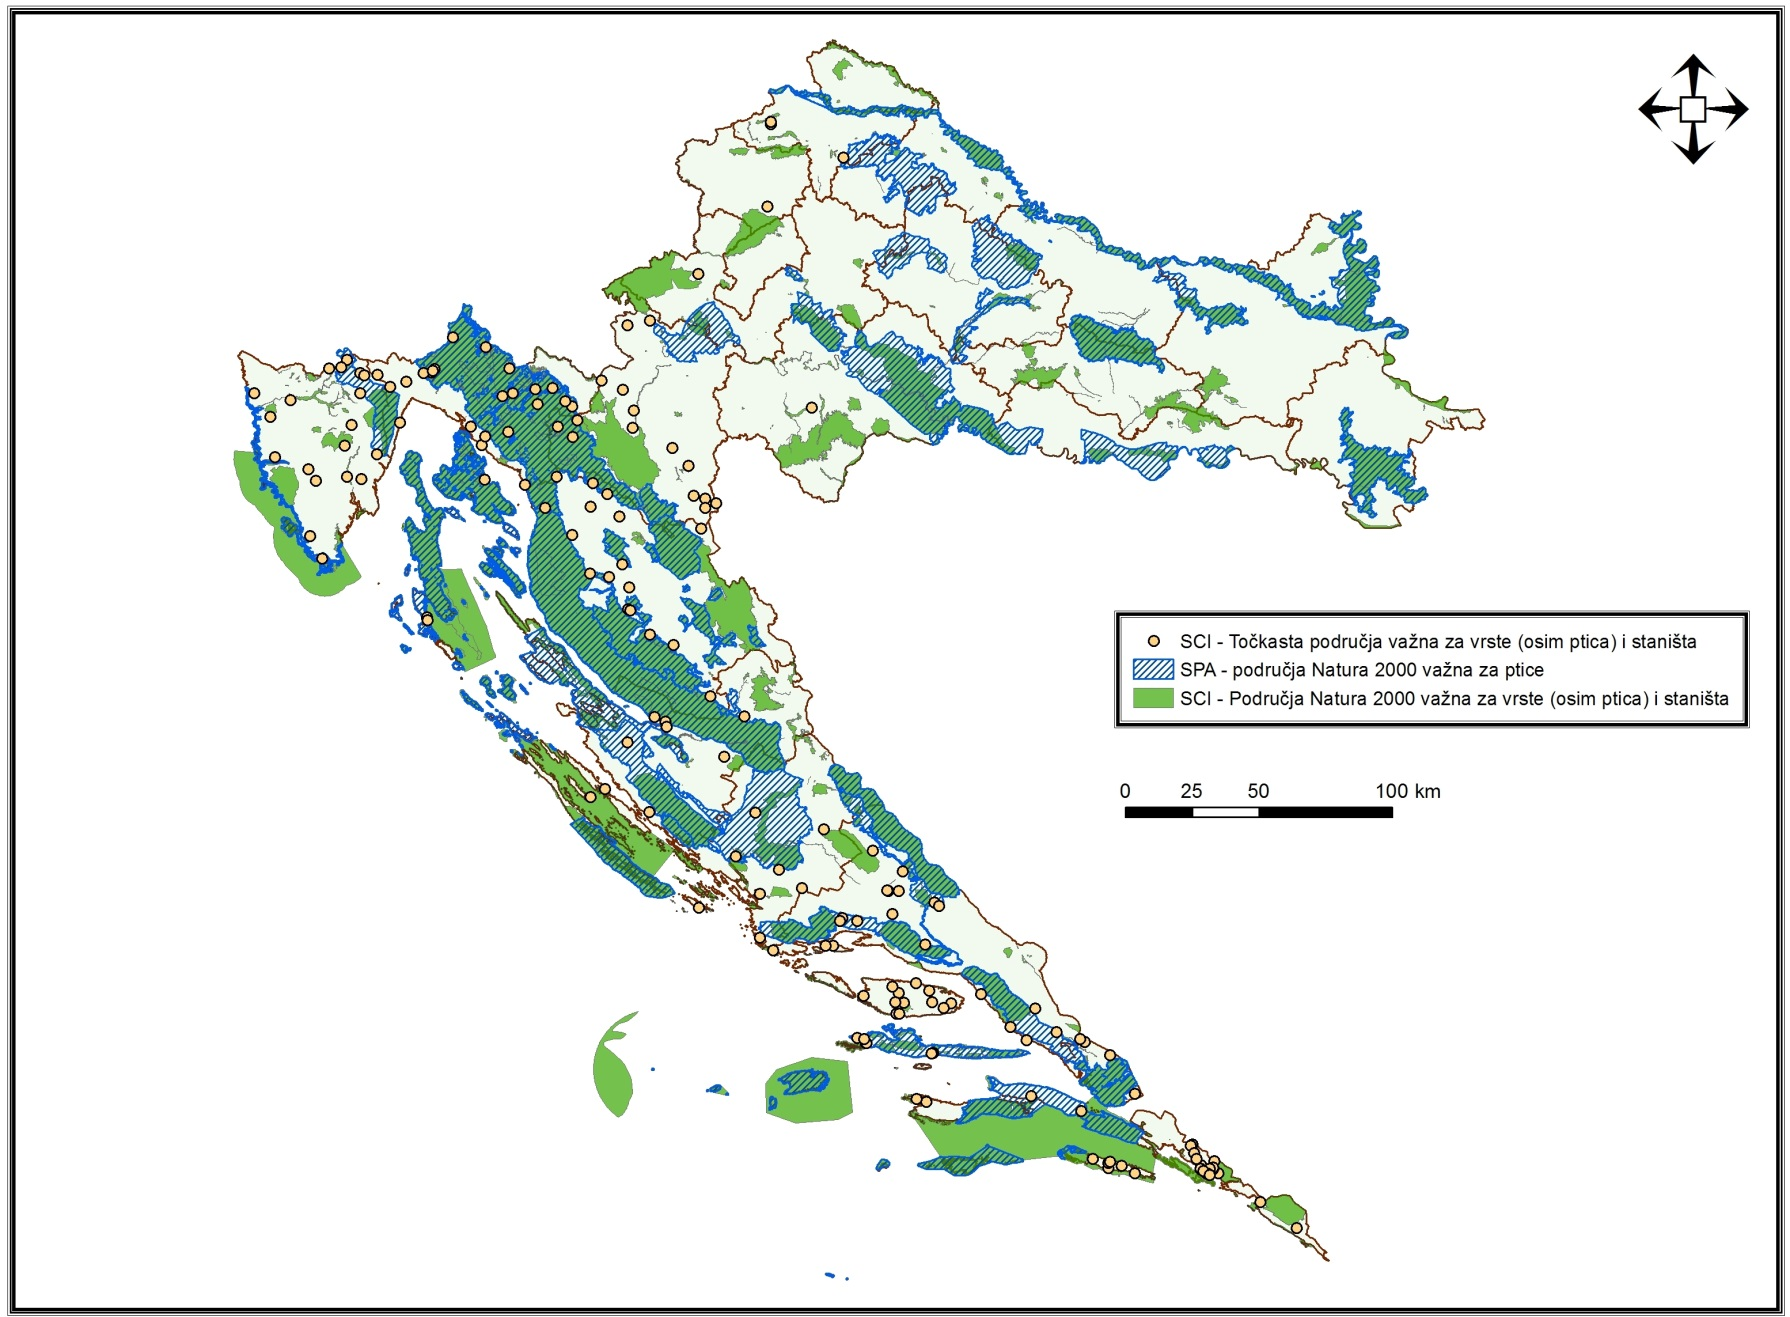 SCI - Točkasta područja važna za vrste (osim ptica) i staništa
SPA - područja Natura 2000 važna za ptice
SCI - Područja Natura 2000 važna za vrste (osim ptica) i staništa
0 25 50 100 km